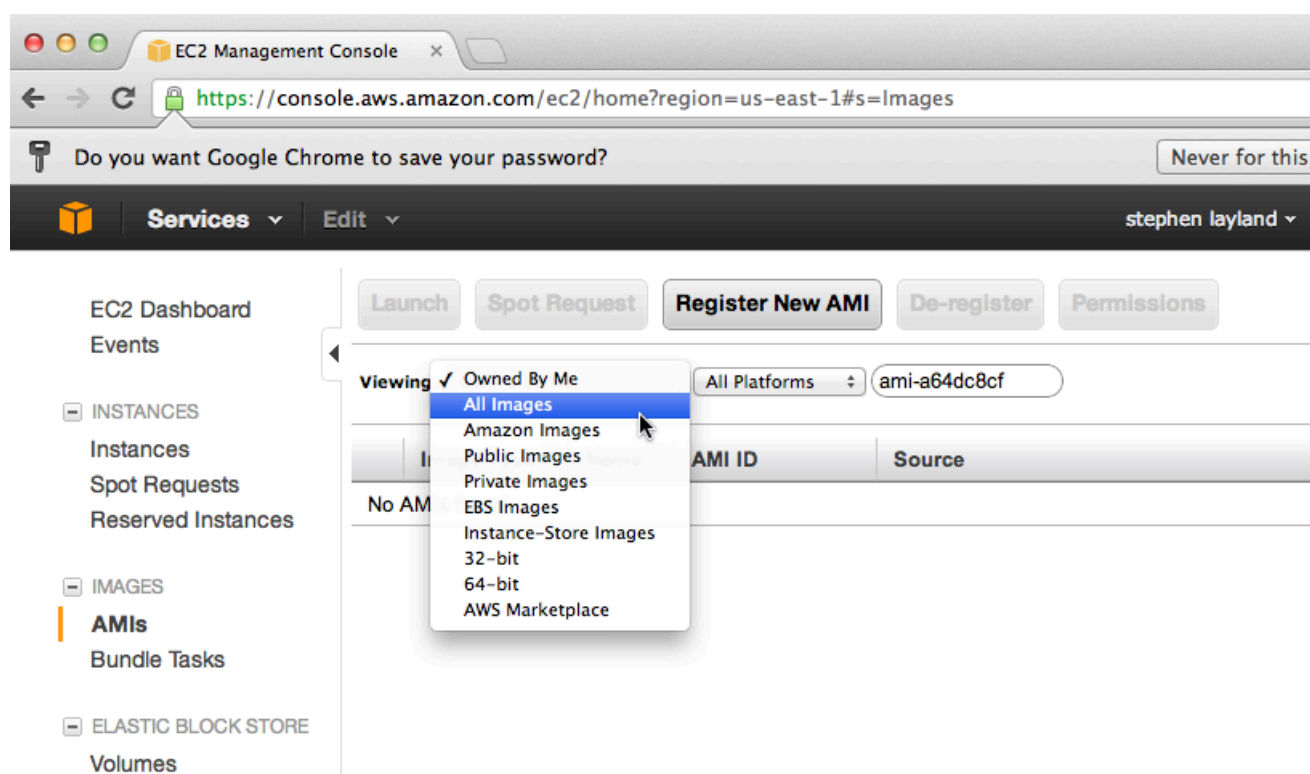 EC2 Management Console
https://console.aws.amazon.com/ec2/home?region=us-east-1#s=Images
Do you want Google Chrome to save your password? Never for this
Services Edit stephen layland
EC2 Dashboard
Events
INSTANCES
Instances
Spot Requests
Reserved Instances
IMAGES
AMIs
Bundle Tasks
ELASTIC BLOCK STORE
Volumes
Launch Spot Request Register New AMI De-register Permissions
Viewing All Platforms ami-a64dc8cf
Owned By Me
All Images
Amazon Images
Public Images
Private Images
EBS Images
Instance-Store Images
32-bit
64-bit
AWS Marketplace
AMI ID Source
No AM